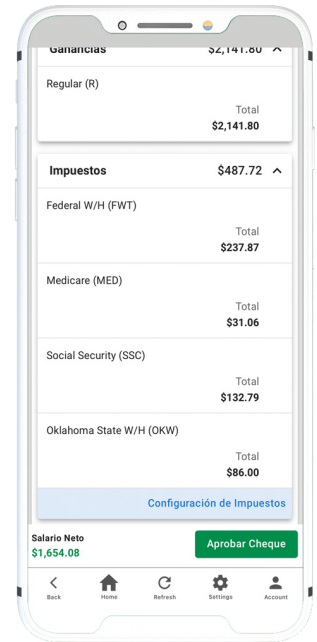 Ganancias $2,141.80
Regular (R)
Total
$2,141.80
Impuestos $487.72
Federal W/H (FWT)
Total
$237.87
Medicare (MED)
Total
$31.06
Social Security (SSC)
Total
$132.79
Oklahoma State W/H (OKW)
Total
$86.00
Configuración de Impuestos
Salario Neto
$1,654.08
Aprobar Cheque
Back Home Refresh Settings Account